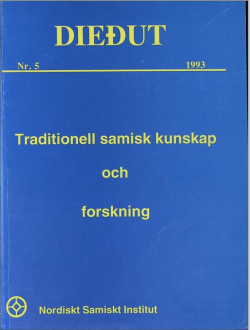 DIEĐUT
Nr. 5 1993
Traditionell samisk kunskap
och
forskning
Nordiskt Samiskt Institut